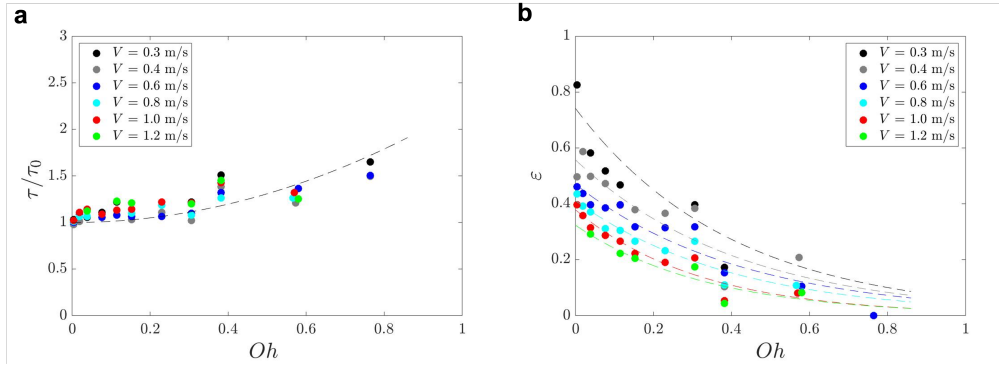 a
3
2.5
2
1.5
1
0.5
0
τ/τ0
V = 0.3 m/s
V = 0.4 m/s
V = 0.6 m/s
V = 0.8 m/s
V = 1.0 m/s
V = 1.2 m/s
0 0.2 0.4 0.6 0.8 1
Oh
b
1
0.8
0.6
0.4
0.2
0
ε
V = 0.3 m/s
V = 0.4 m/s
V = 0.6 m/s
V = 0.8 m/s
V = 1.0 m/s
V = 1.2 m/s
0 0.2 0.4 0.6 0.8 1
Oh